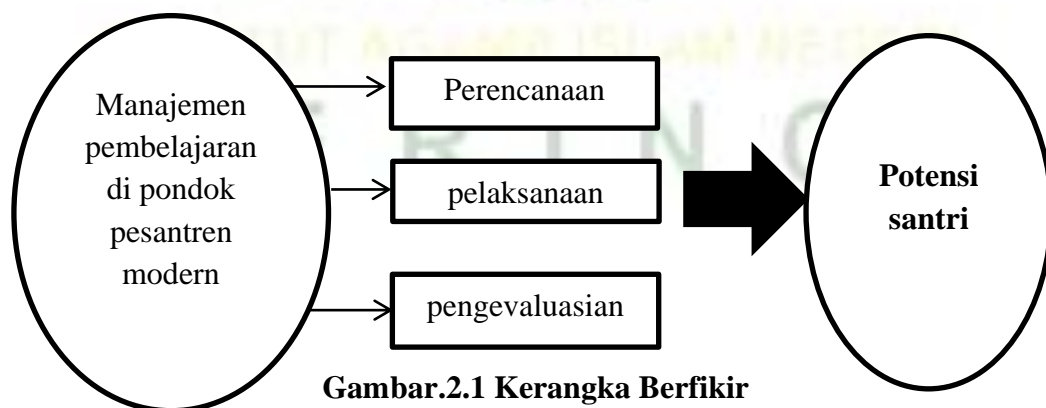 Manajemen
pembelajaran
di pondok
pesantren
modern
Perencanaan
pelaksanaan
pengevaluasian
Potensi
santri
Gambar.2.1 Kerangka Berfikir